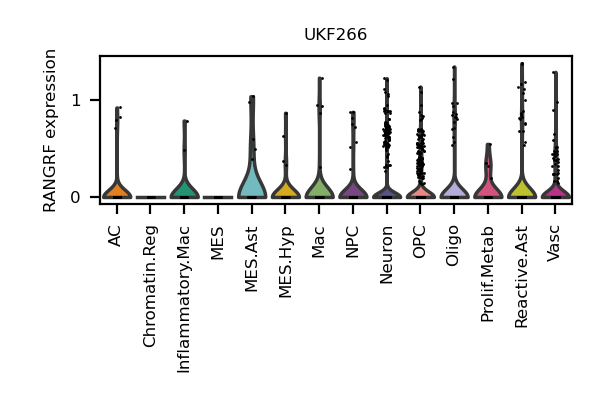 UKF266
RANGRF expression
1
0
AC
Chromatin.Reg
Inflammatory.Mac
MES
MES.Ast
MES.Hyp
Mac
NPC
Neuron
OPC
Oligo
Prolif.Metab
Reactive.Ast
Vasc